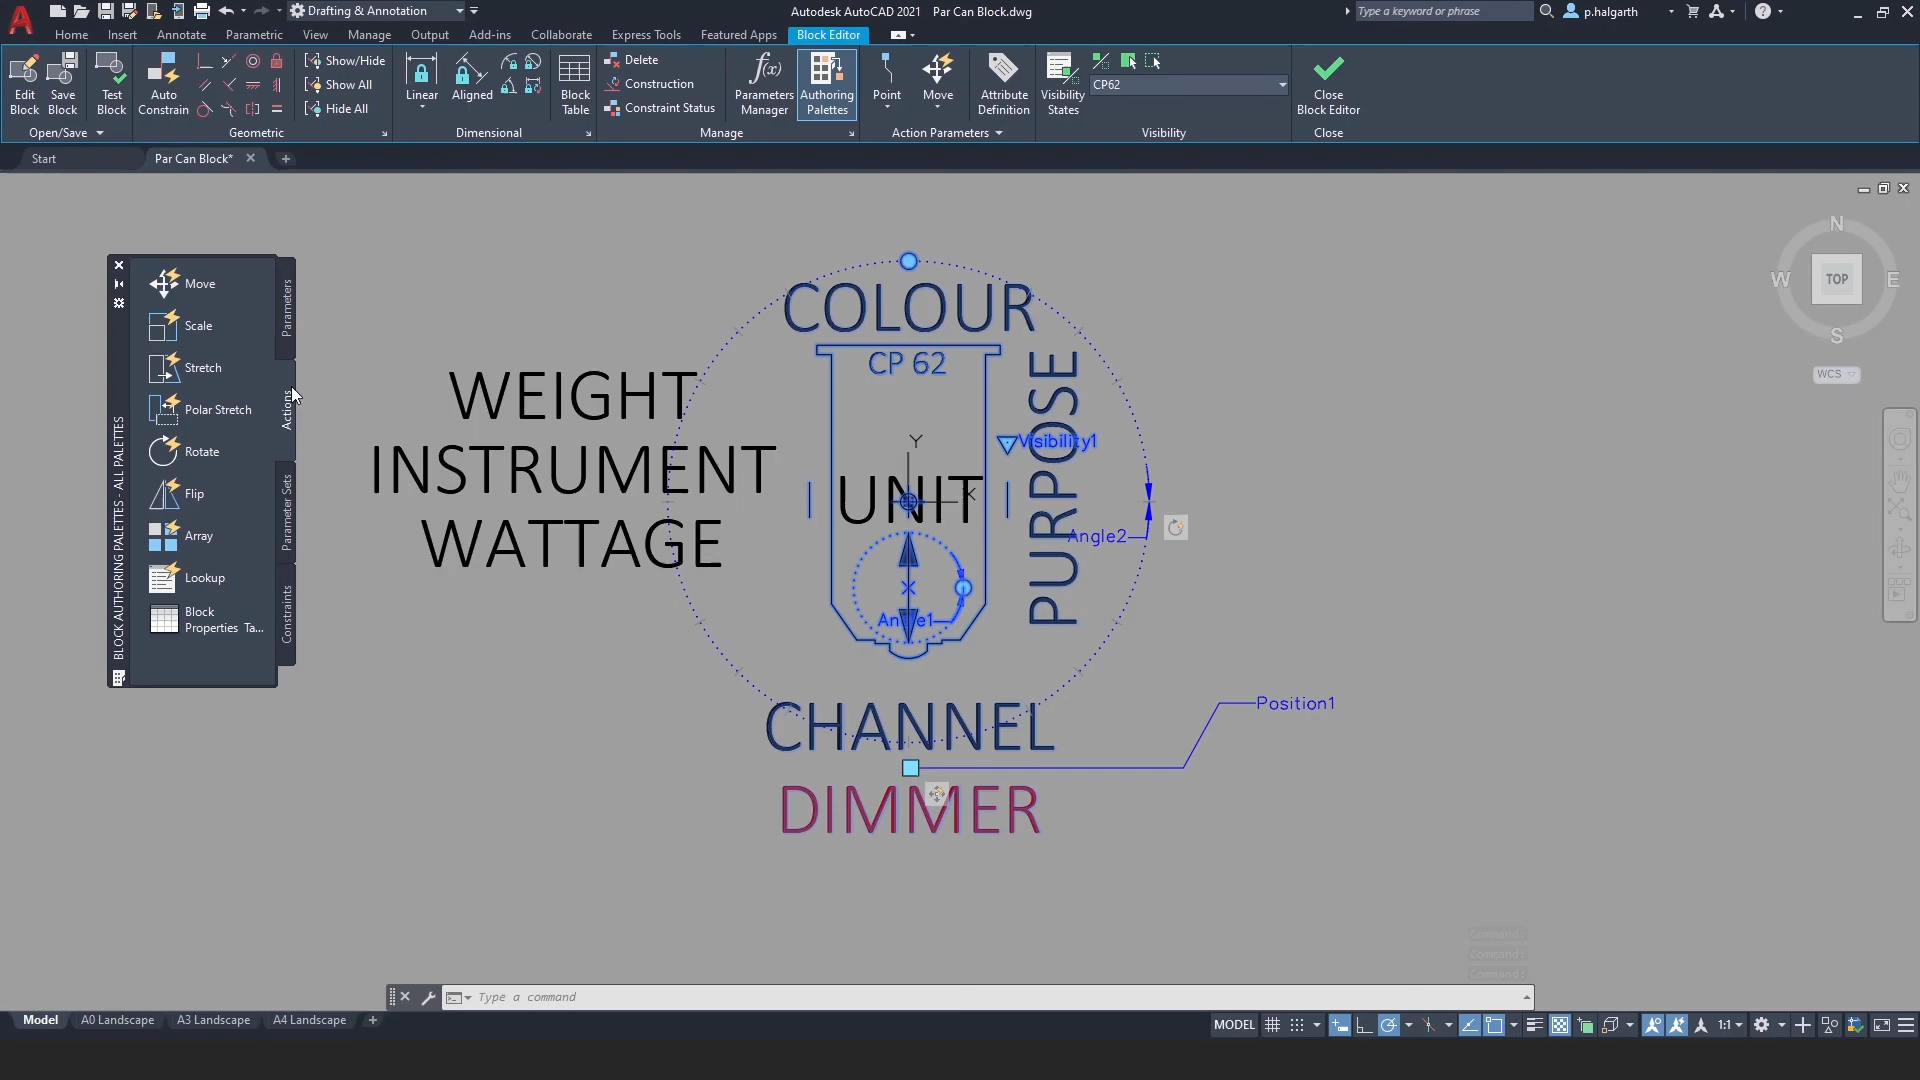 Drafting & Annotation
Autodesk AutoCAD 2021 Par Can Block.dwg
Type a keyword or phrase
p.halgarth
Home Insert Annotate Parametric View Manage Output Add-ins Collaborate Express Tools Featured Apps Block Editor
Edit Block
Save Block
Test Block
Auto Constrain
Show/Hide
Show All
Hide All
Linear
Aligned
Block Table
Delete
Construction
Constraint Status
Parameters Manager
Authoring Palettes
Point
Move
Attribute Definition
Visibility States
CP62
Close Block Editor
Open/Save
Geometric
Dimensional
Manage
Action Parameters
Visibility
Close
Start
Par Can Block*
BLOCK AUTHORING PALETTES - ALL PALETTES
Move
Scale
Stretch
Polar Stretch
Rotate
Flip
Array
Lookup
Block
Properties Ta...
Parameters
Actions
Parameter Sets
Constraints
COLOUR
CP 62
WEIGHT
INSTRUMENT
WATTAGE
PURPOSE
Visibility1
Y
X
UNIT
Angle2
Angle1
CHANNEL
Position1
DIMMER
N
W
TOP
E
S
WCS
Command:
Command:
Command:
Type a command
Model A0 Landscape A3 Landscape A4 Landscape
MODEL
1:1